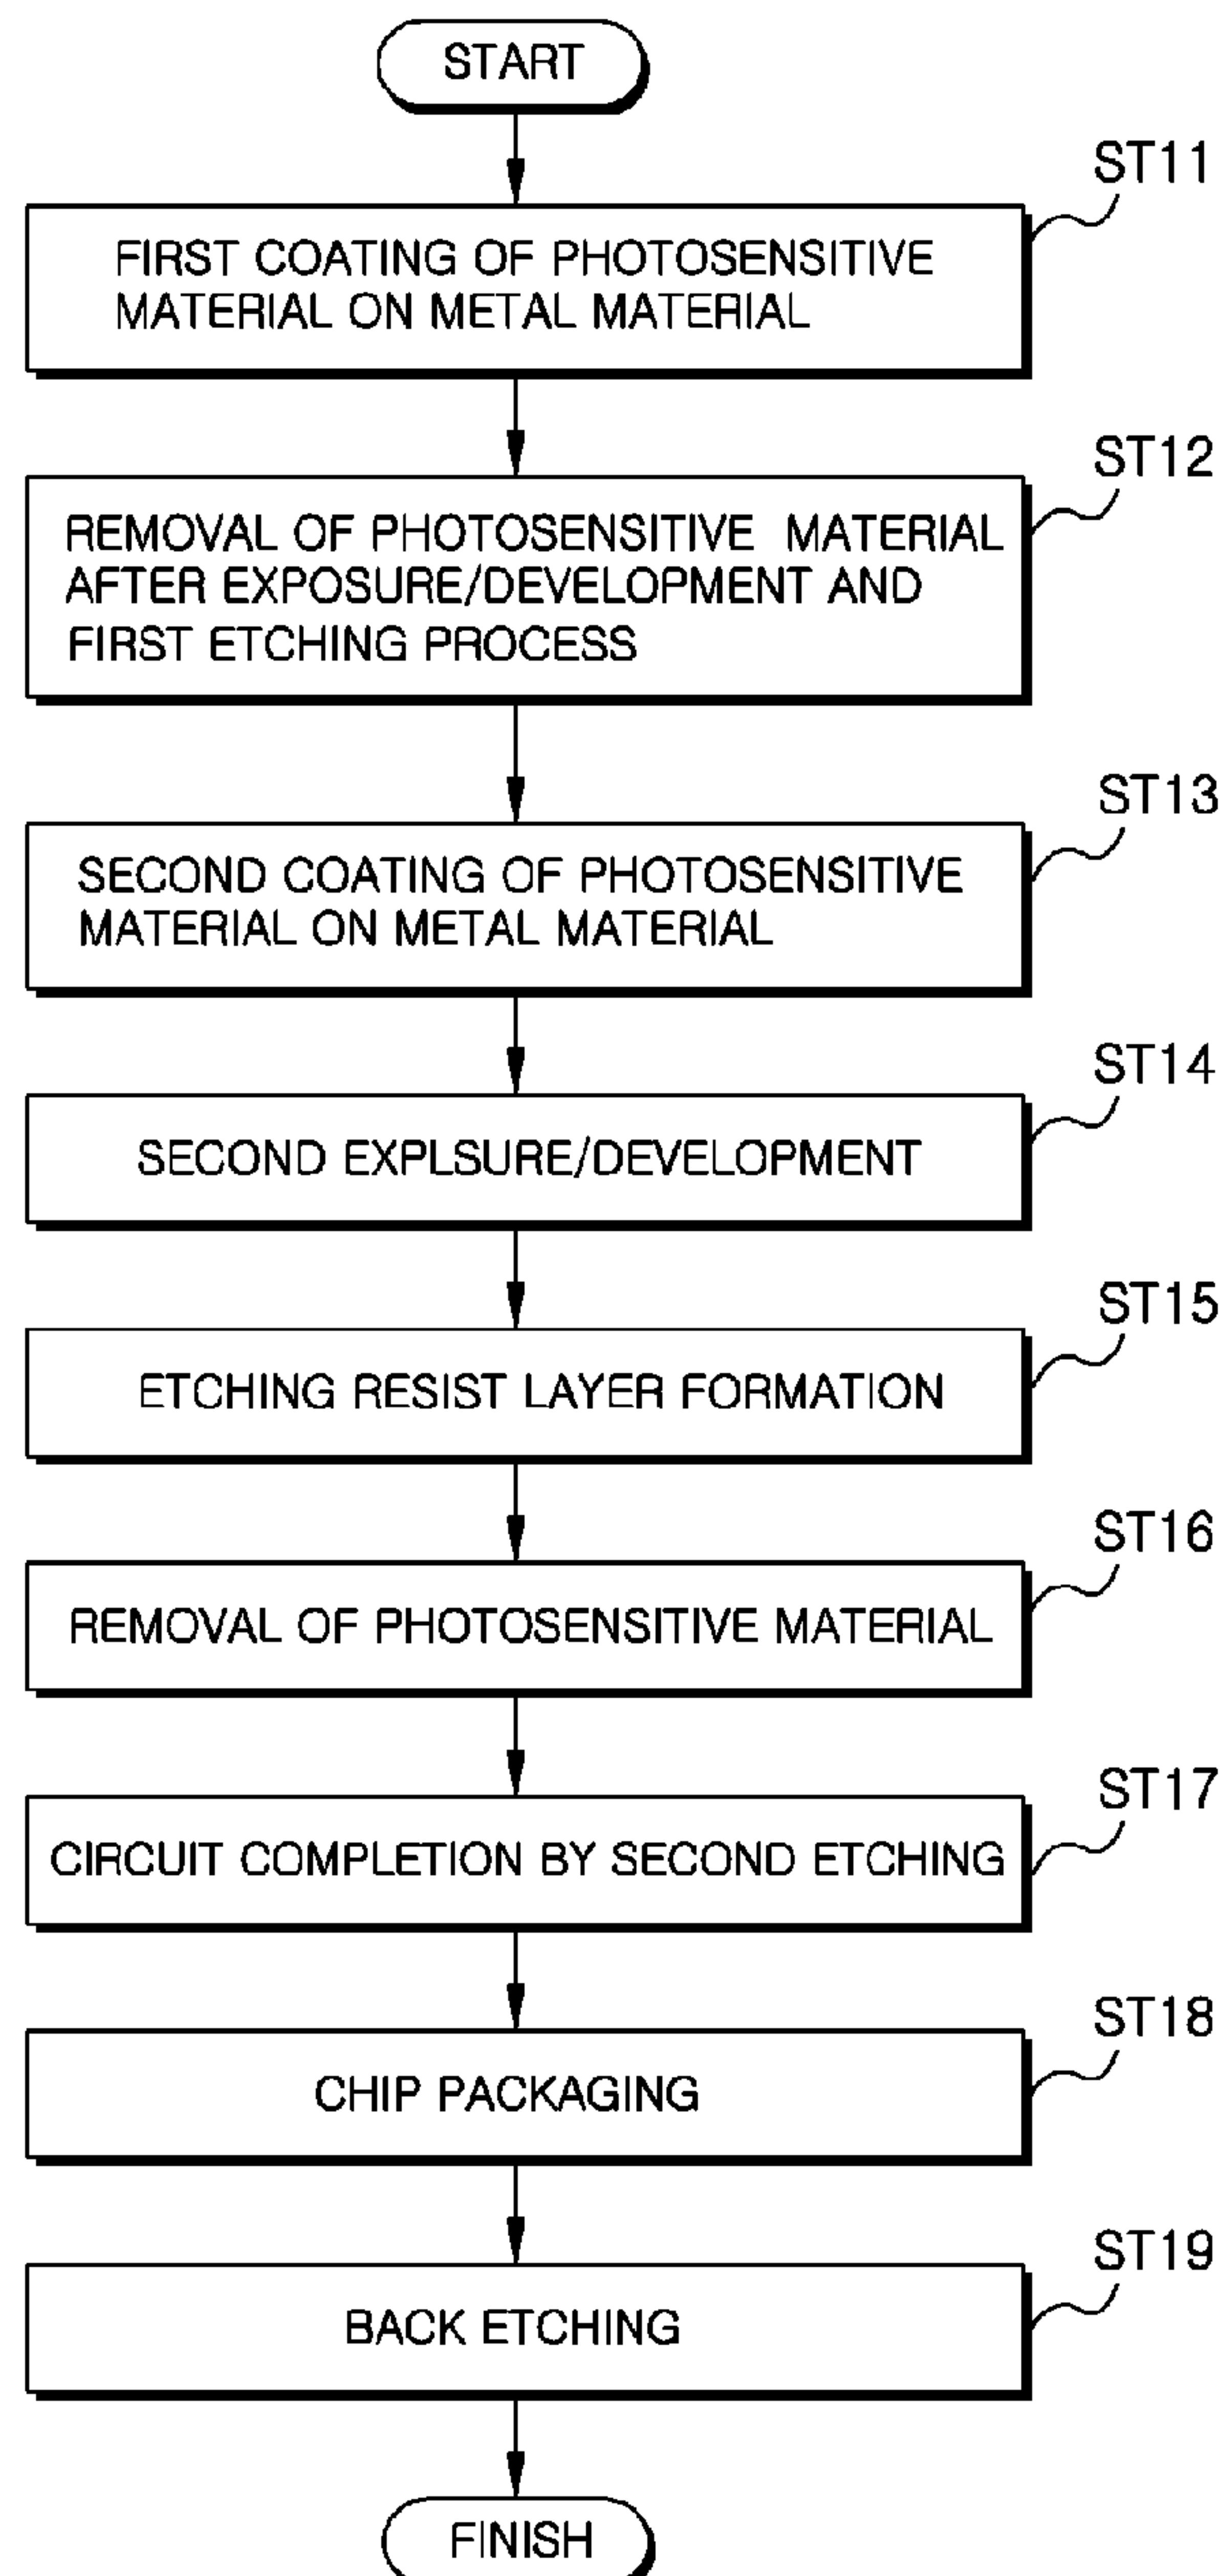 START
ST11
FIRST COATING OF PHOTOSENSITIVE
MATERIAL ON METAL MATERIAL
ST12
REMOVAL OF PHOTOSENSITIVE MATERIAL
AFTER EXPOSURE/DEVELOPMENT AND
FIRST ETCHING PROCESS
ST13
SECOND COATING OF PHOTOSENSITIVE
MATERIAL ON METAL MATERIAL
ST14
SECOND EXPLSURE/DEVELOPMENT
ST15
ETCHING RESIST LAYER FORMATION
ST16
REMOVAL OF PHOTOSENSITIVE MATERIAL
ST17
CIRCUIT COMPLETION BY SECOND ETCHING
ST18
CHIP PACKAGING
ST19
BACK ETCHING
FINISH